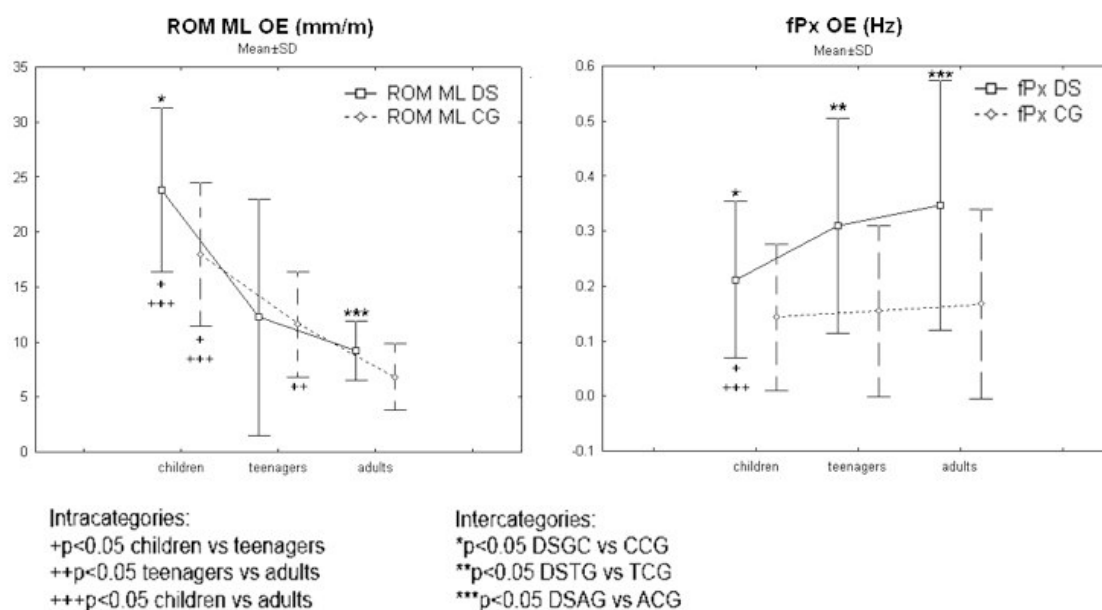 ROM ML OE (mm/m)
Mean±SD
35
30
25
20
15
10
5
0
ROM ML DS
ROM ML CG
*
+
+++
+
+++
++
***
children teenagers adults
fPx OE (Hz)
Mean±SD
0.6
0.5
0.4
0.3
0.2
0.1
0.0
-0.1
fPx DS
fPx CG
*
**
***
+
+++
children teenagers adults
Intracategories:
+p<0.05 children vs teenagers
++p<0.05 teenagers vs adults
+++p<0.05 children vs adults
Intercategories:
*p<0.05 DSGC vs CCG
**p<0.05 DSTG vs TCG
***p<0.05 DSAG vs ACG